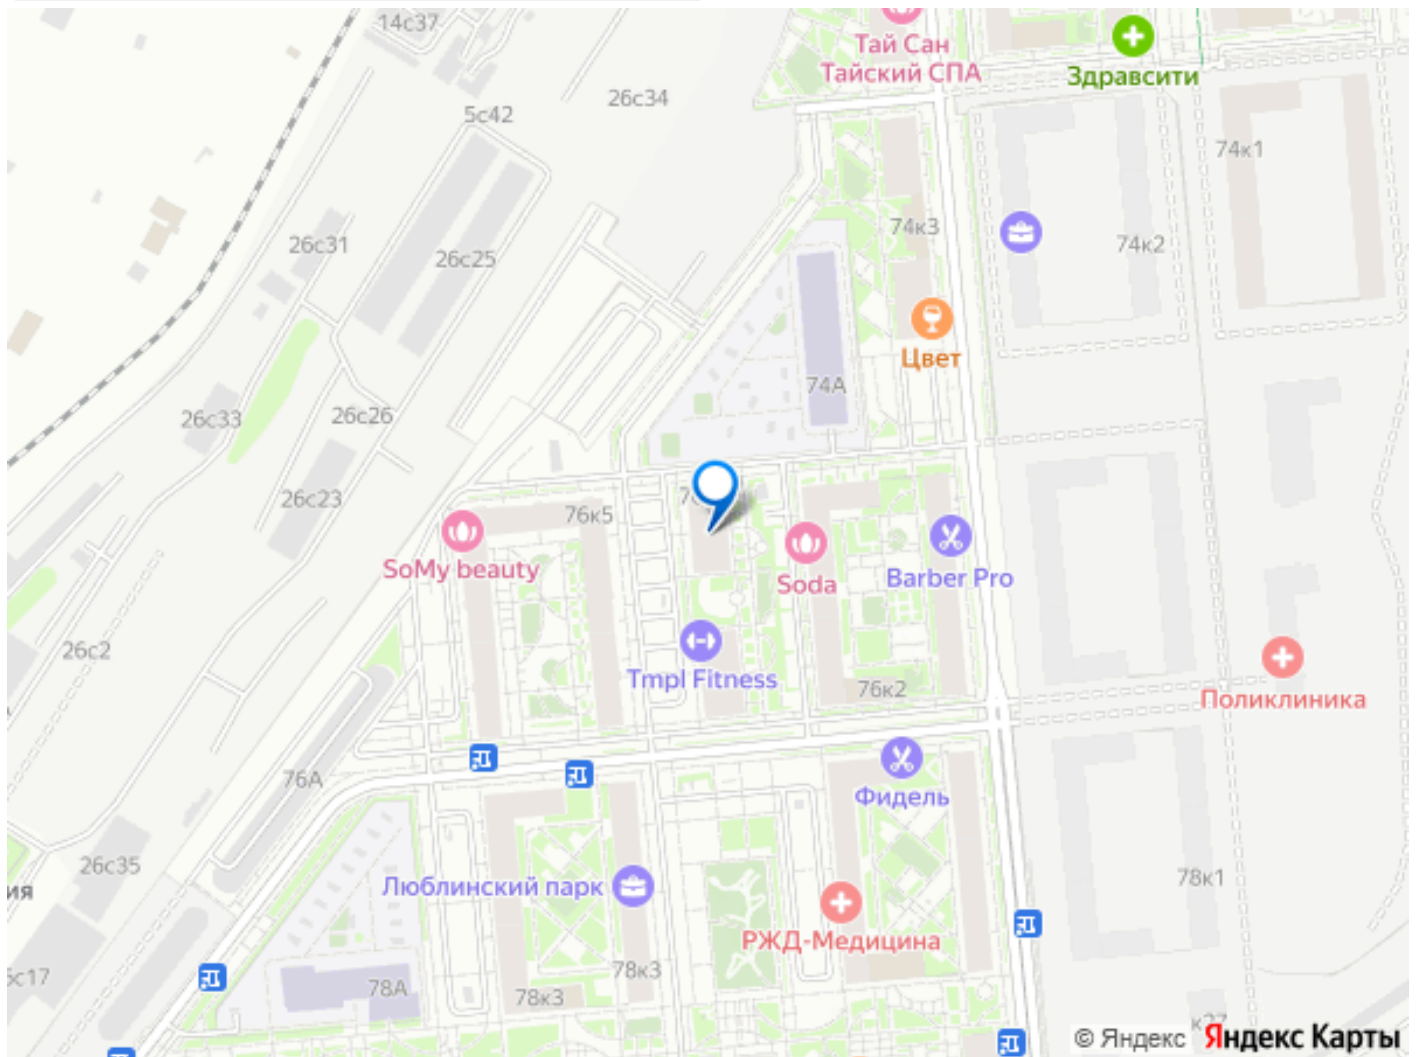 14с37
Тай Сан
Тайский СПА
Здравсити
26с34
5с42
74к1
74к3
26с31
74к2
26с25
Цвет
74А
26с33
26с26
26с23
76к5
SoMy beauty
Soda
Barber Pro
26с2
Tmpl Fitness
76к2
Поликлиника
76А
Фидель
26с35
78к1
Люблинский парк
РЖД-Медицина
78к3
78А
78к3
© Яндекс Яндекс Карты